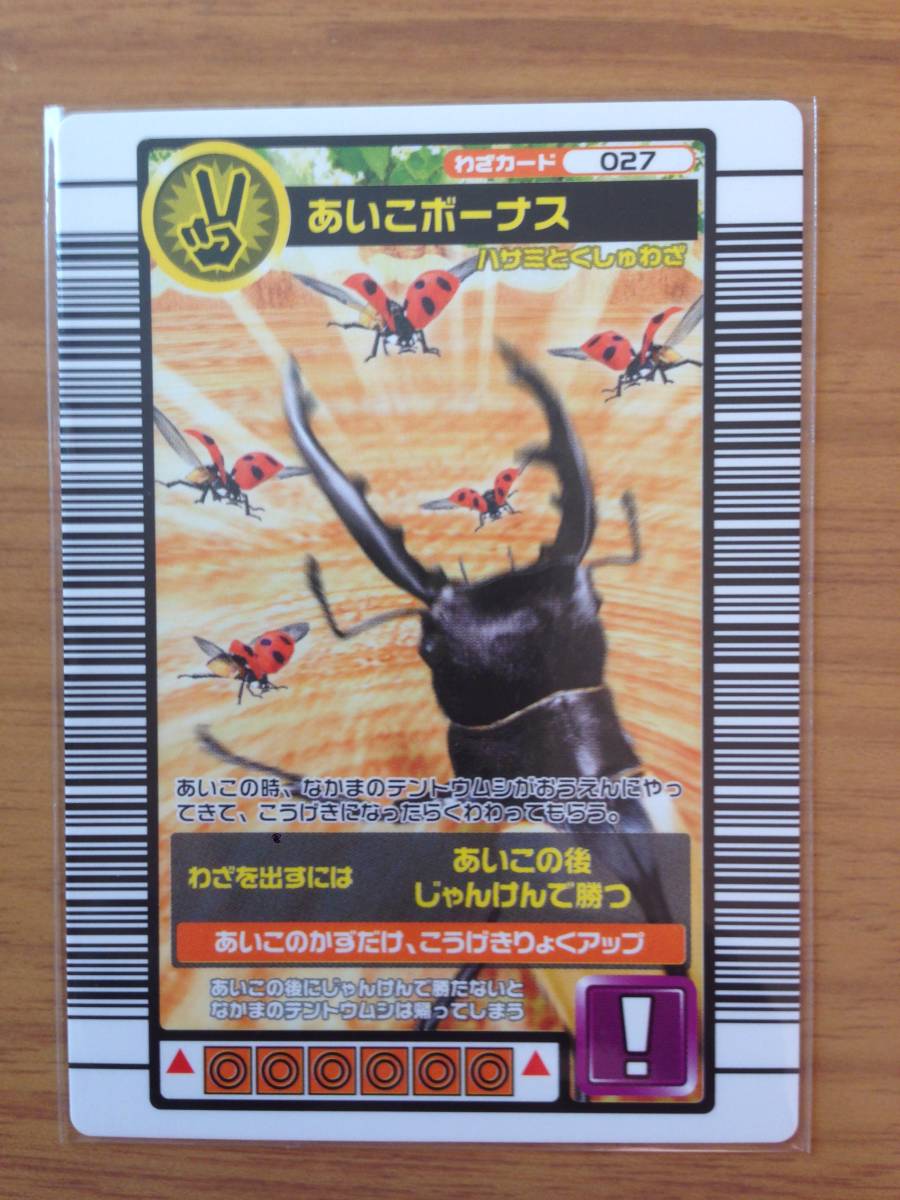 わざカード 027
あいこボーナス
ハサミとくしゅわざ
あいこの時、なかまのテントウムシがおうえんにやっ
てきて、こうげきになったらくわわってもらう。
わざを出すには
あいこの後
じゃんけんで勝つ
あいこのかずだけ、こうげきりょくアップ
あいこの後にじゃんけんで勝たないと
なかまのテントウムシは帰ってしまう
!